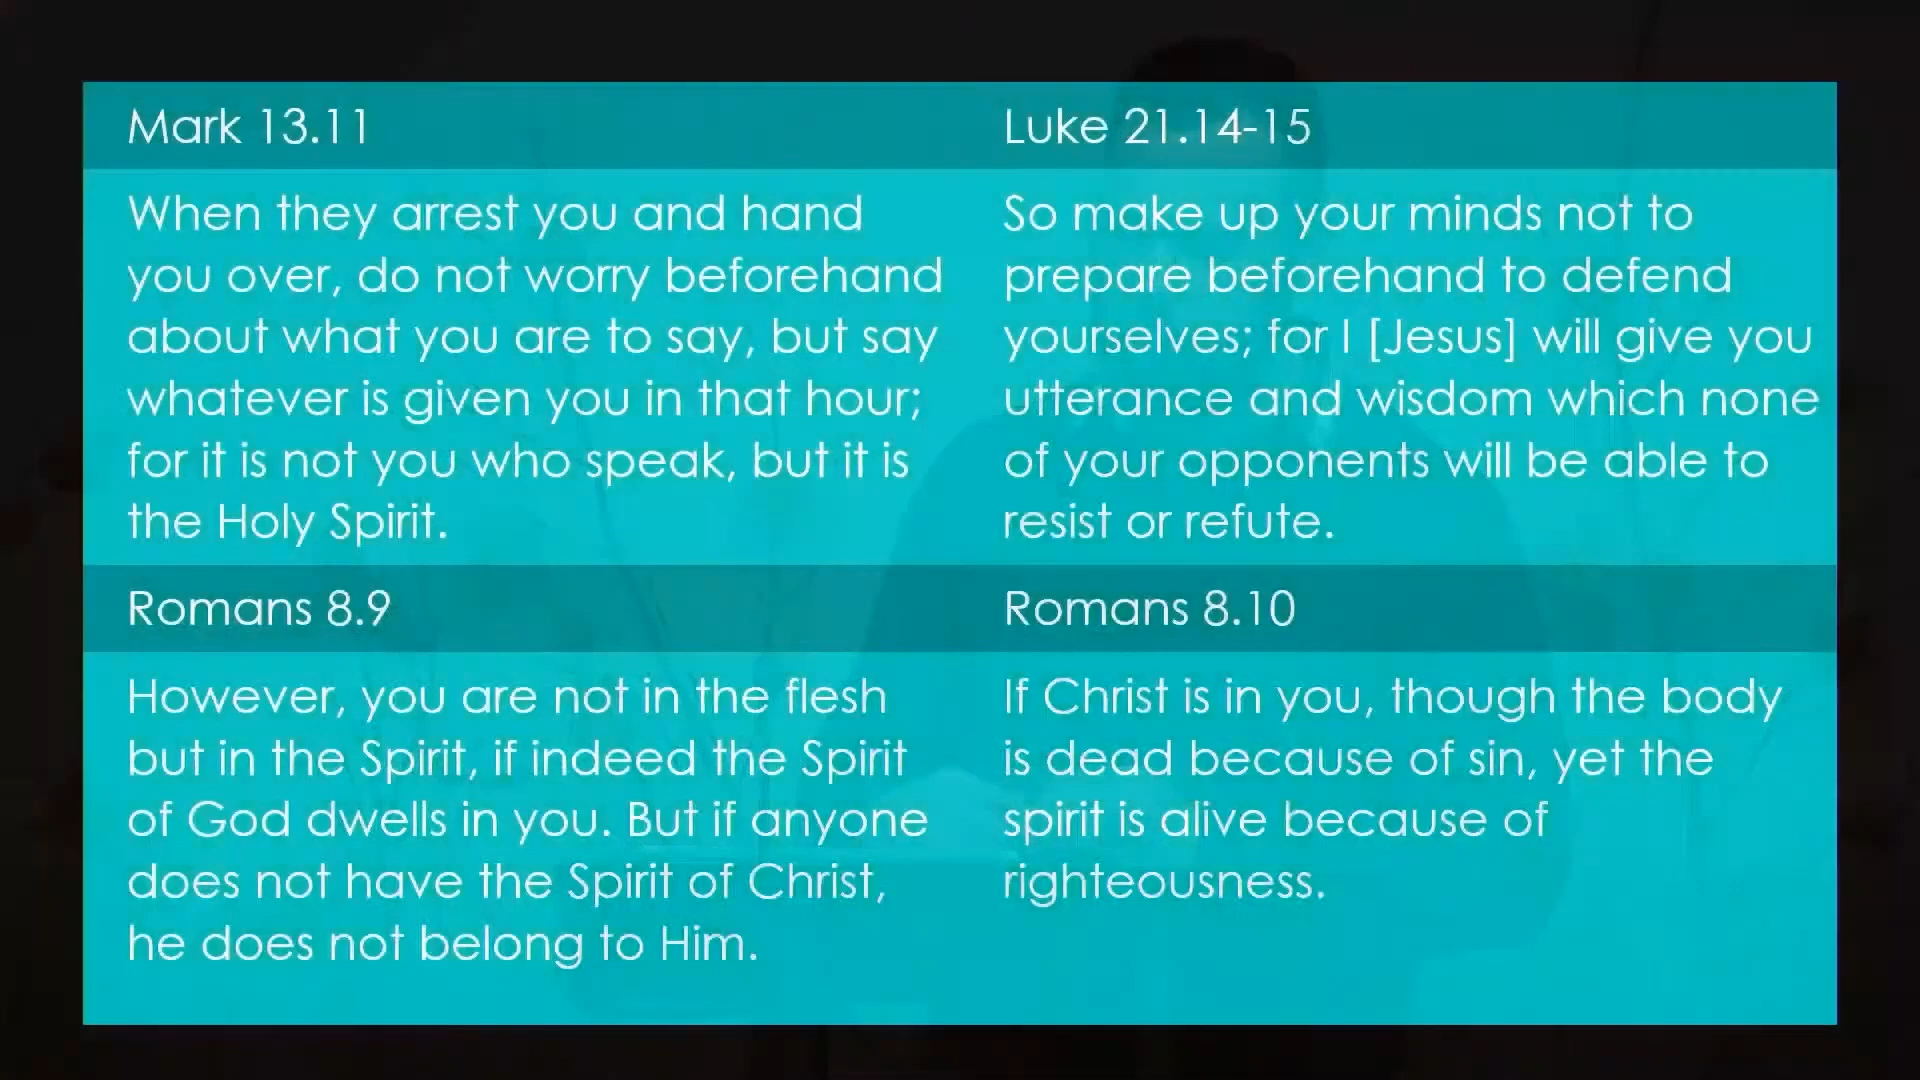 Mark 13.11
When they arrest you and hand
you over, do not worry beforehand
about what you are to say, but say
whatever is given you in that hour;
for it is not you who speak, but it is
the Holy Spirit.
Luke 21.14-15
So make up your minds not to
prepare beforehand to defend
yourselves; for I [Jesus] will give you
utterance and wisdom which none
of your opponents will be able to
resist or refute.
Romans 8.9
However, you are not in the flesh
but in the Spirit, if indeed the Spirit
of God dwells in you. But if anyone
does not have the Spirit of Christ,
he does not belong to Him.
Romans 8.10
If Christ is in you, though the body
is dead because of sin, yet the
spirit is alive because of
righteousness.